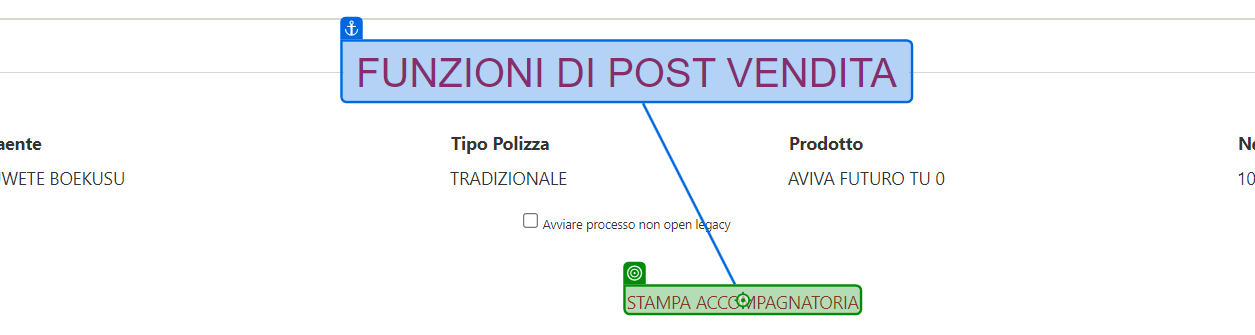 FUNZIONI DI POST VENDITA
Tipo Polizza
Prodotto
WETE BOEKUSU
TRADIZIONALE
AVIVA FUTURO TU 0
10
Avviare processo non open legacy
STAMPA ACCOMPAGNATORIA